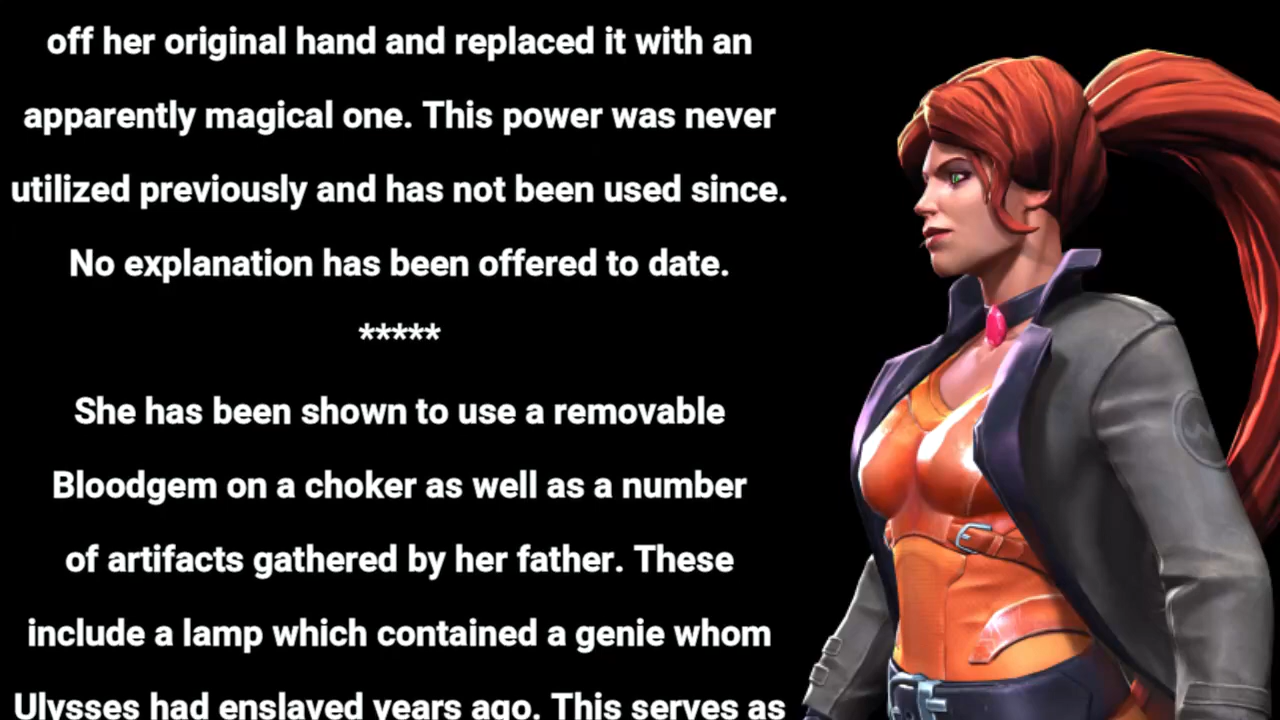 off her original hand and replaced it with an
apparently magical one. This power was never
utilized previously and has not been used since.
No explanation has been offered to date.
*****
She has been shown to use a removable
Bloodgem on a choker as well as a number
of artifacts gathered by her father. These
include a lamp which contained a genie whom
Ulysses had enslaved years ago. This serves as